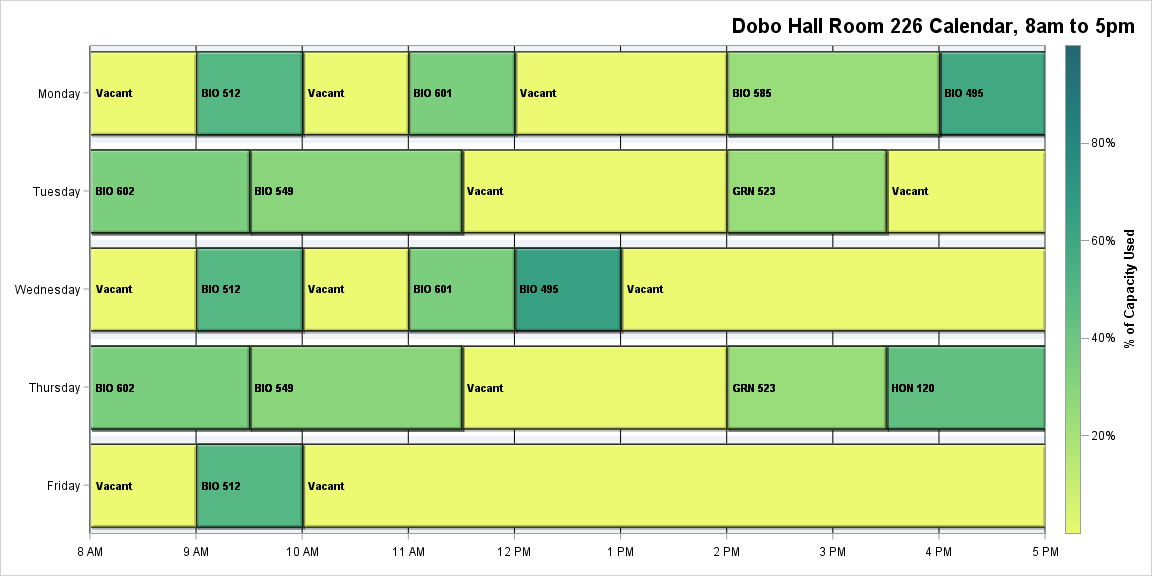 Dobo Hall Room 226 Calendar, 8am to 5pm
Monday
Vacant
BIO 512
Vacant
BIO 601
Vacant
BIO 585
BIO 495
Tuesday
BIO 602
BIO 549
Vacant
GRN 523
Vacant
Wednesday
Vacant
BIO 512
Vacant
BIO 601
BIO 495
Vacant
Thursday
BIO 602
BIO 549
Vacant
GRN 523
HON 120
Friday
Vacant
BIO 512
Vacant
8 AM
9 AM
10 AM
11 AM
12 PM
1 PM
2 PM
3 PM
4 PM
5 PM
80%
60%
40%
20%
% of Capacity Used